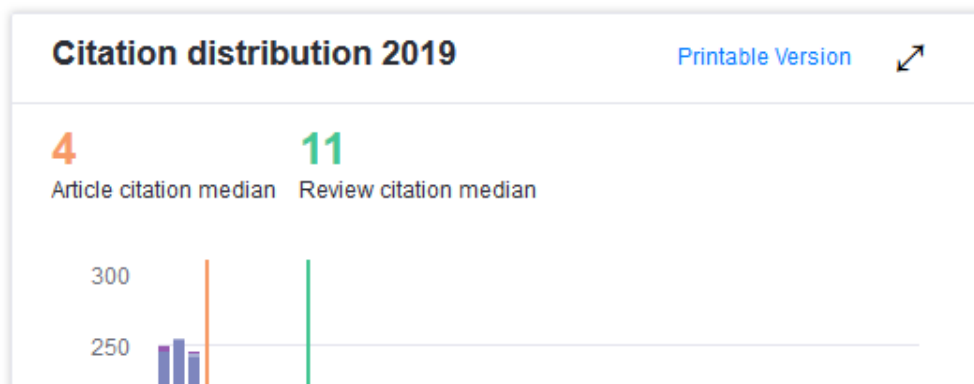 Citation distribution 2019 Printable Version
4 11
Article citation median Review citation median
300
250